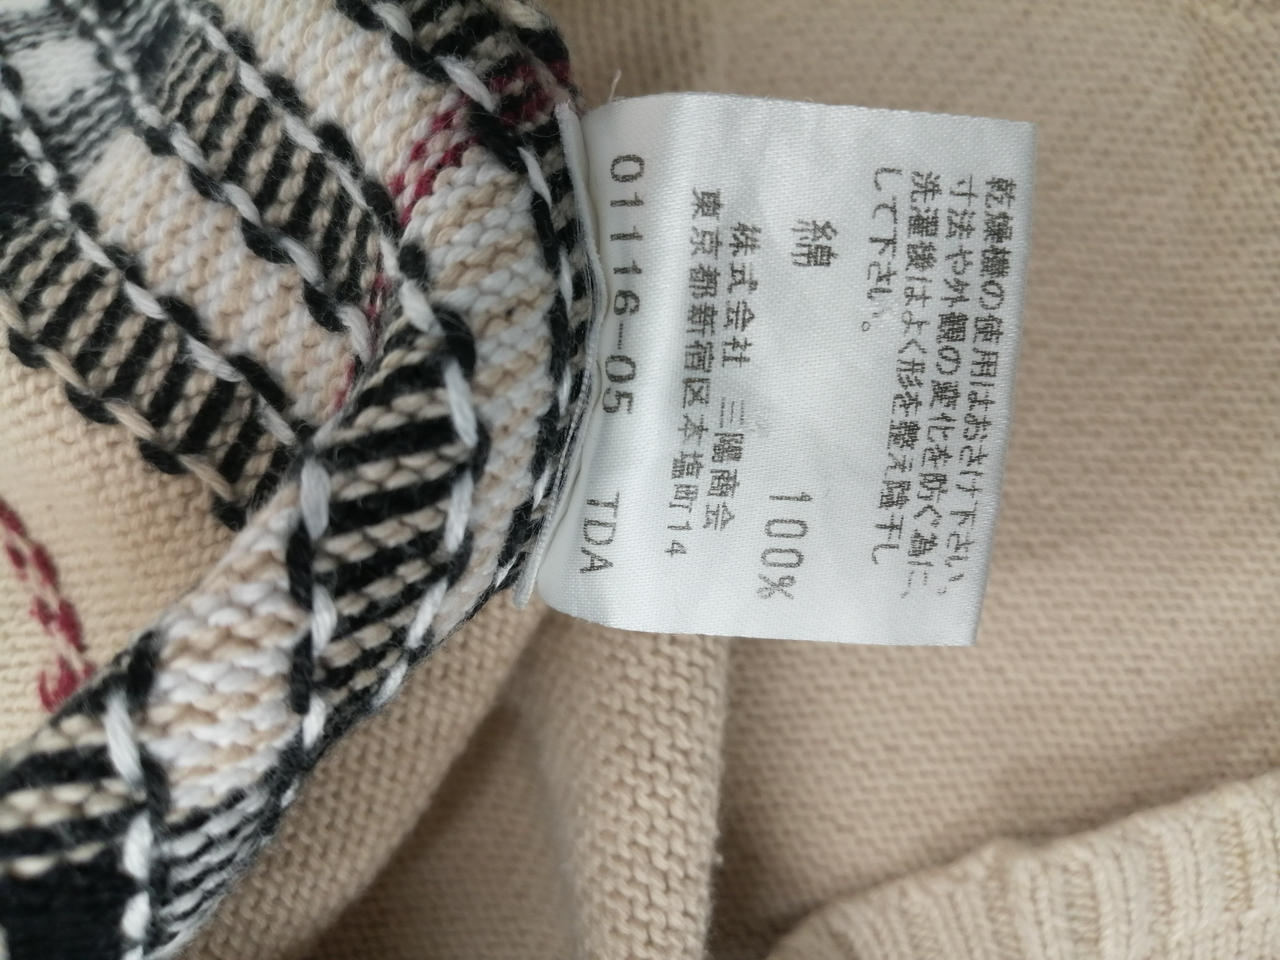 乾燥機の使用はおさけ下さい、
寸法や外観の変化を防ぐ為に、
洗濯後はよく形を整え陰干し
して下さい。
綿 100%
株式会社 三陽商会
東京都新宿区本塩町14
01116-05 TDA